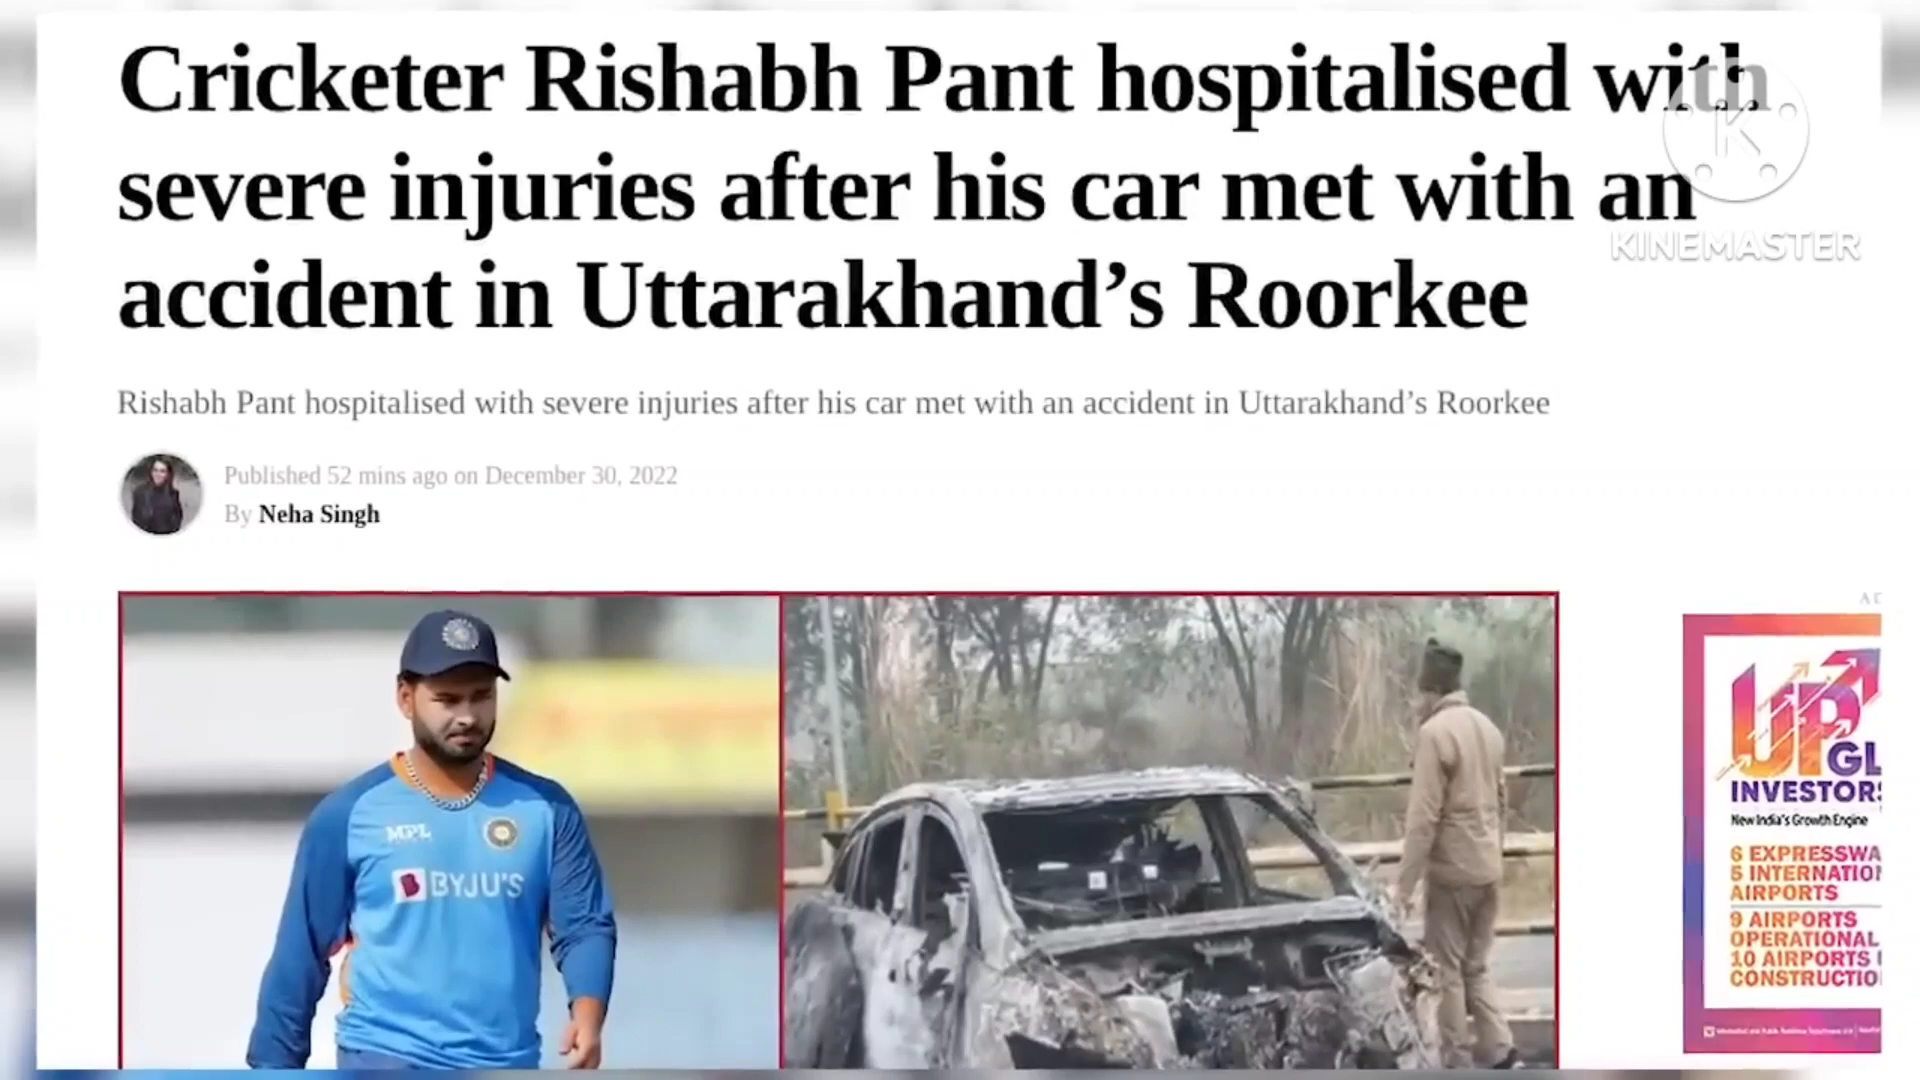 Cricketer Rishabh Pant hospitalised with
severe injuries after his car met with an
accident in Uttarakhand’s Roorkee
KINEMASTER
Rishabh Pant hospitalised with severe injuries after his car met with an accident in Uttarakhand’s Roorkee
Published 52 mins ago on December 30, 2022
By Neha Singh
MPL
BYJU'S
UP
GL
INVESTORS
New India's Growth Engine
6 EXPRESSWA
5 INTERNATIO
AIRPORTS
9 AIRPORTS
OPERATIONAL
10 AIRPORTS
CONSTRUCTIO